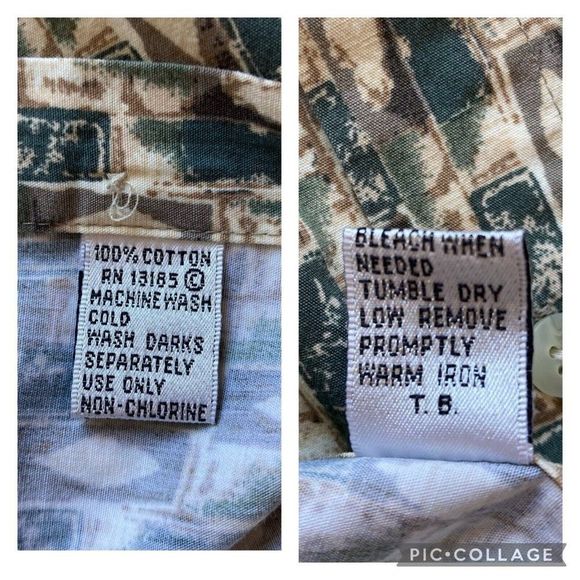 100% COTTON
RN 13185 ©
MACHINE WASH
COLD
WASH DARKS
SEPARATELY
USE ONLY
NON-CHLORINE
BLEACH WHEN
NEEDED
TUMBLE DRY
LOW REMOVE
PROMPTLY
WARM IRON
T. B.
PIC•COLLAGE